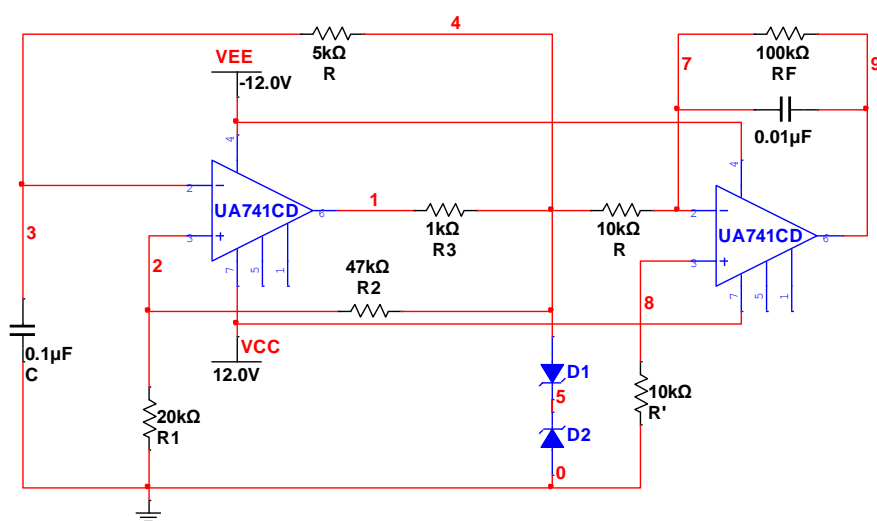 4
5kΩ
R
VEE
-12.0V
7
100kΩ
RF
9
0.01µF
4
4
2
UA741CD
6
1
1kΩ
R3
10kΩ
R
2
UA741CD
6
3
3
2
7
5
1
47kΩ
R2
3
8
7
5
1
0.1µF
C
VCC
12.0V
D1
5
D2
0
20kΩ
R1
10kΩ
R'